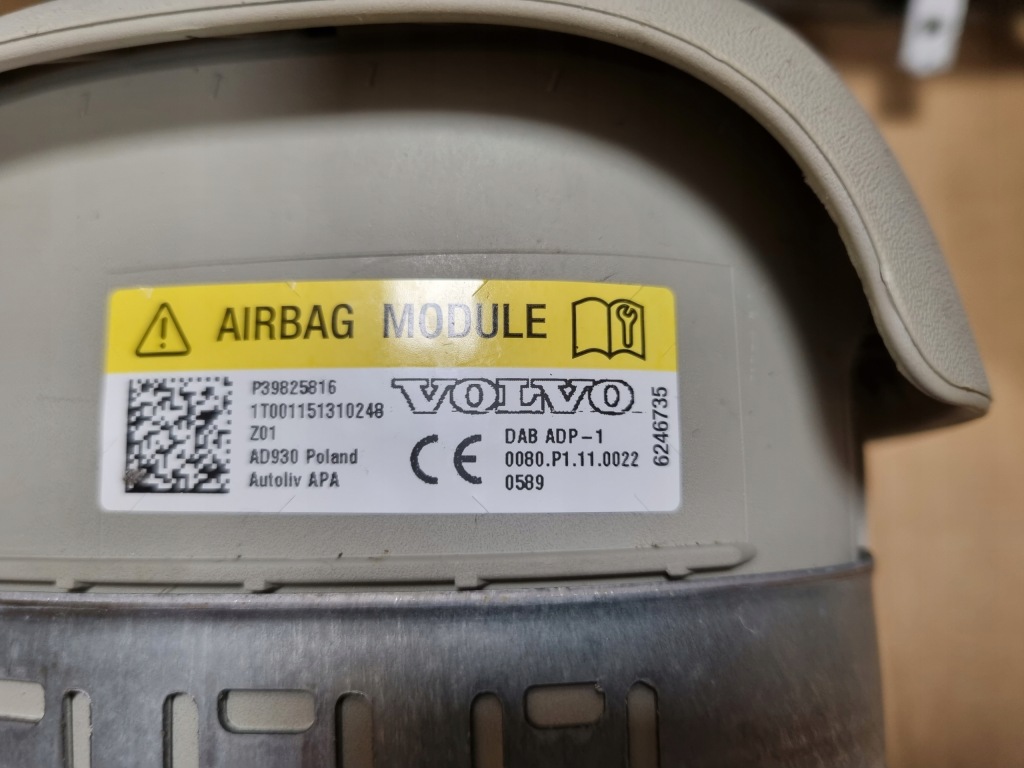 AIRBAG MODULE
P39825816
1T001151310248
Z01
AD930 Poland
Autoliv APA
VOLVO
CE
DAB ADP-1
0080.P1.11.0022
0589
6246735